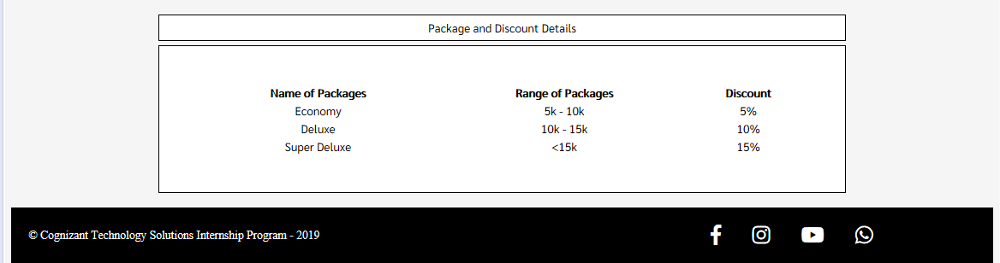 Package and Discount Details
Name of Packages Range of Packages Discount
Economy 5k - 10k 5%
Deluxe 10k - 15k 10%
Super Deluxe <15k 15%
© Cognizant Technology Solutions Internship Program - 2019